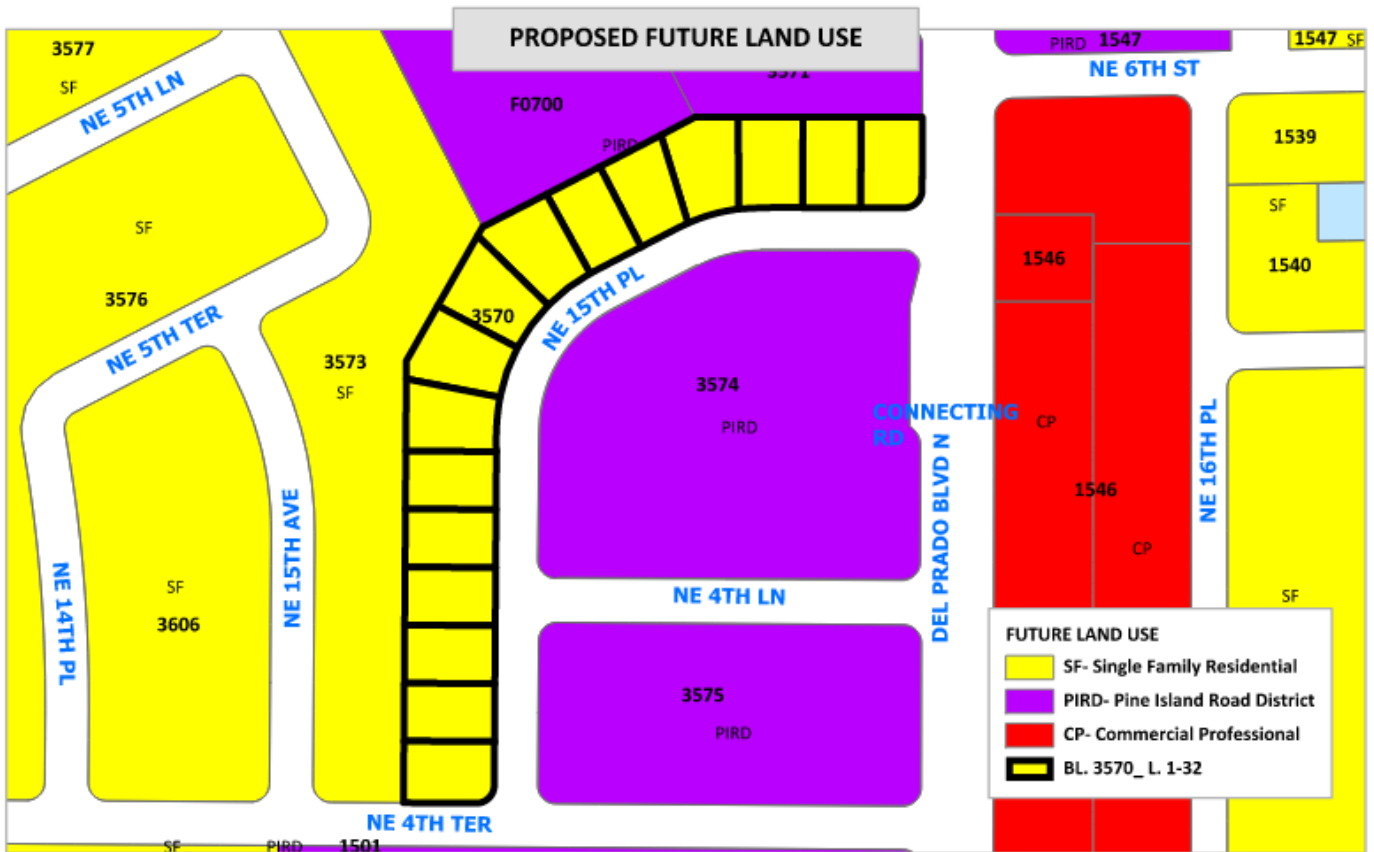 PROPOSED FUTURE LAND USE
3577
SF
NE 5TH LN
F0700
PIRD
3571
PIRD 1547
1547 SF
NE 6TH ST
1539
SF
1540
SF
3576
NE 5TH TER
3573
SF
3570
NE 15TH PL
3574
PIRD
CONNECTING
RD
DEL PRADO BLVD N
1546
CP
1546
CP
NE 16TH PL
SF
NE 14TH PL
SF
3606
NE 15TH AVE
NE 4TH LN
3575
PIRD
NE 4TH TER
SF PIRD 1501
FUTURE LAND USE
SF- Single Family Residential
PIRD- Pine Island Road District
CP- Commercial Professional
BL. 3570_ L. 1-32